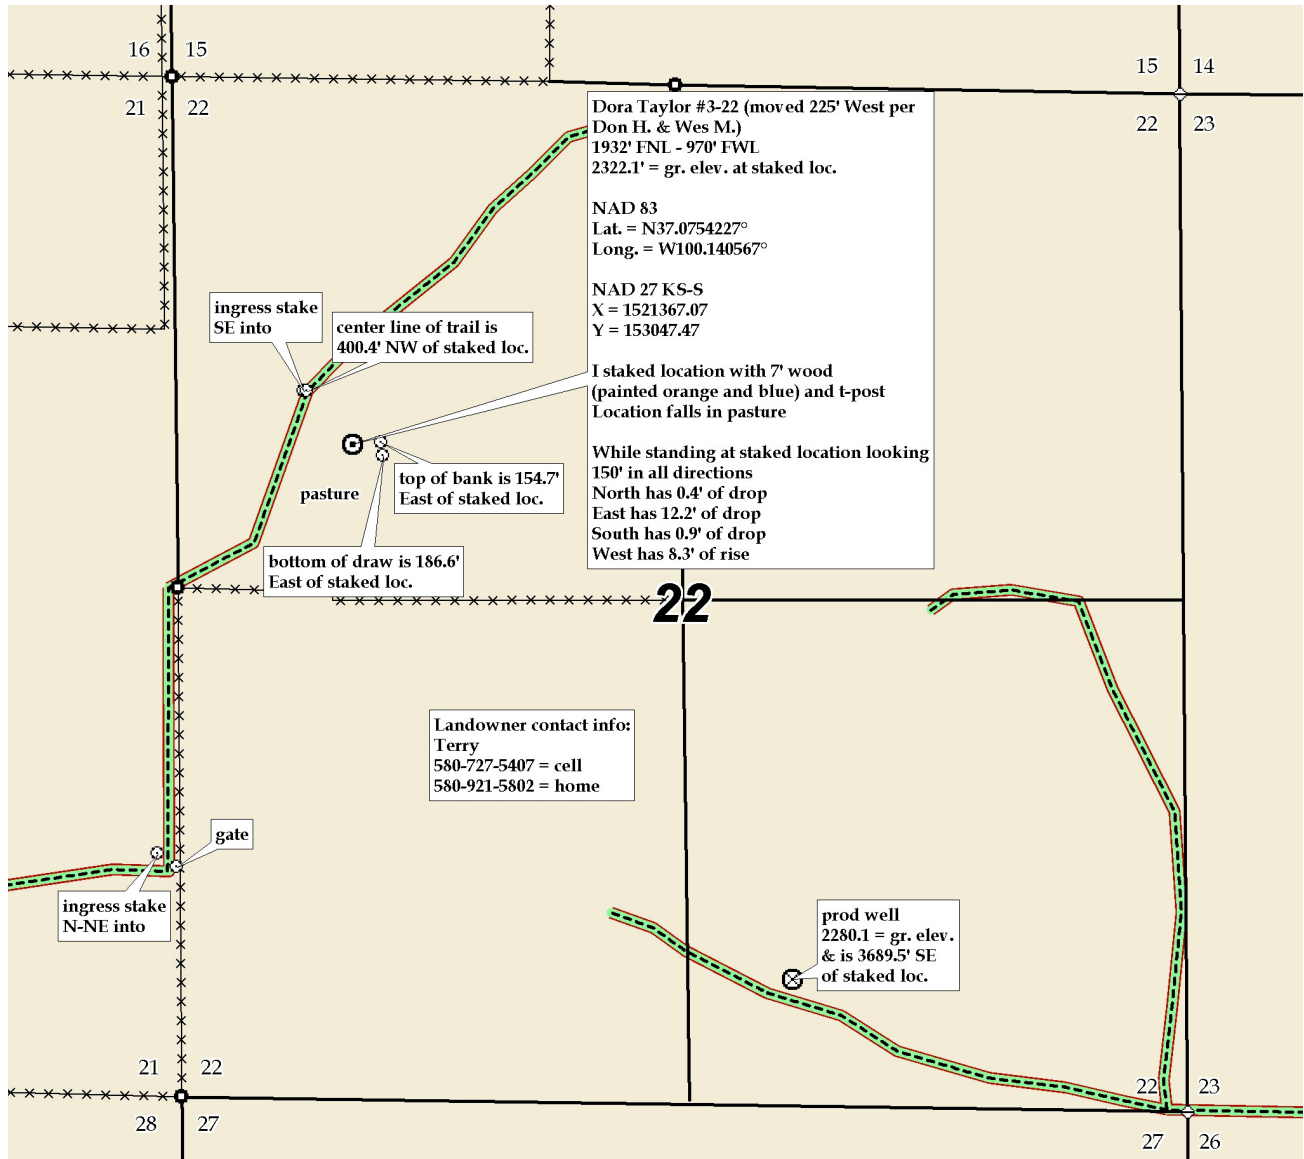 16 15
21 22
15 14
22 23
Dora Taylor #3-22 (moved 225' West per
Don H. & Wes M.)
1932' FNL - 970' FWL
2322.1' = gr. elev. at staked loc.
NAD 83
Lat. = N37.0754227°
Long. = W100.140567°
NAD 27 KS-S
X = 1521367.07
Y = 153047.47
I staked location with 7' wood
(painted orange and blue) and t-post
Location falls in pasture
While standing at staked location looking
150' in all directions
North has 0.4' of drop
East has 12.2' of drop
South has 0.9' of drop
West has 8.3' of rise
ingress stake
SE into
center line of trail is
400.4' NW of staked loc.
top of bank is 154.7'
East of staked loc.
pasture
bottom of draw is 186.6'
East of staked loc.
22
Landowner contact info:
Terry
580-727-5407 = cell
580-921-5802 = home
gate
ingress stake
N-NE into
prod well
2280.1 = gr. elev.
& is 3689.5' SE
of staked loc.
21 22
28 27
22 23
27 26